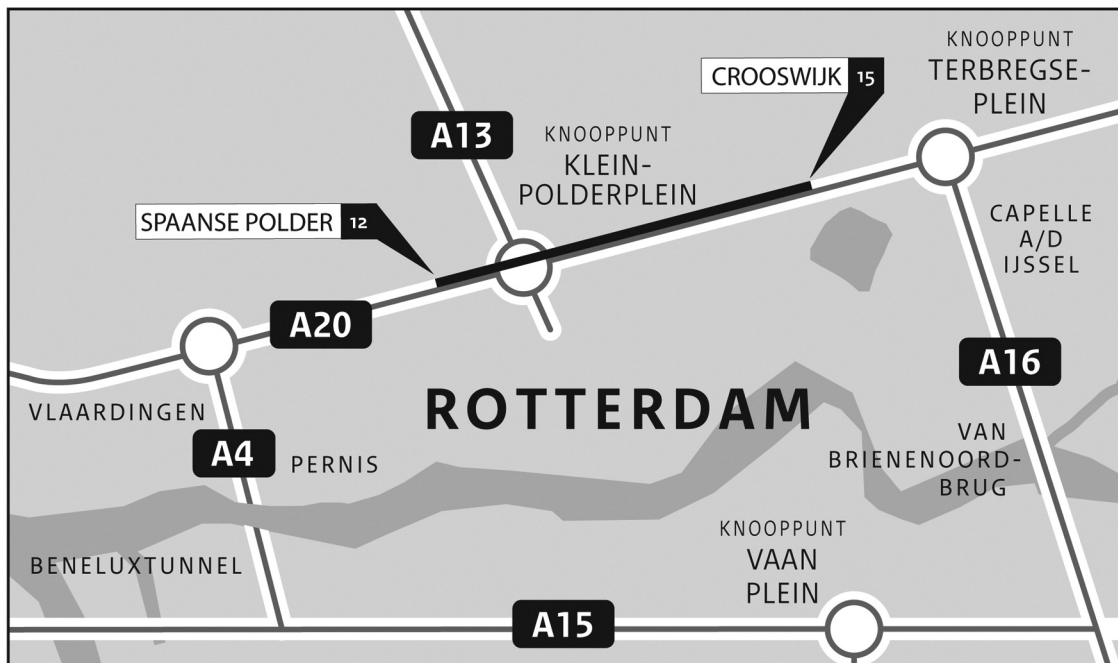 KNOOPPUNT
TERBREGSE-
PLEIN
CROOSWIJK 15
A13
KNOOPPUNT
KLEIN-
POLDERPLEIN
SPAANSE POLDER 12
CAPELLE
A/D
IJSSEL
A20
A16
VLAARDINGEN
ROTTERDAM
A4
PERNIS
VAN
BRIENENOORD-
BRUG
KNOOPPUNT
VAAN
PLEIN
BENELUXTUNNEL
A15